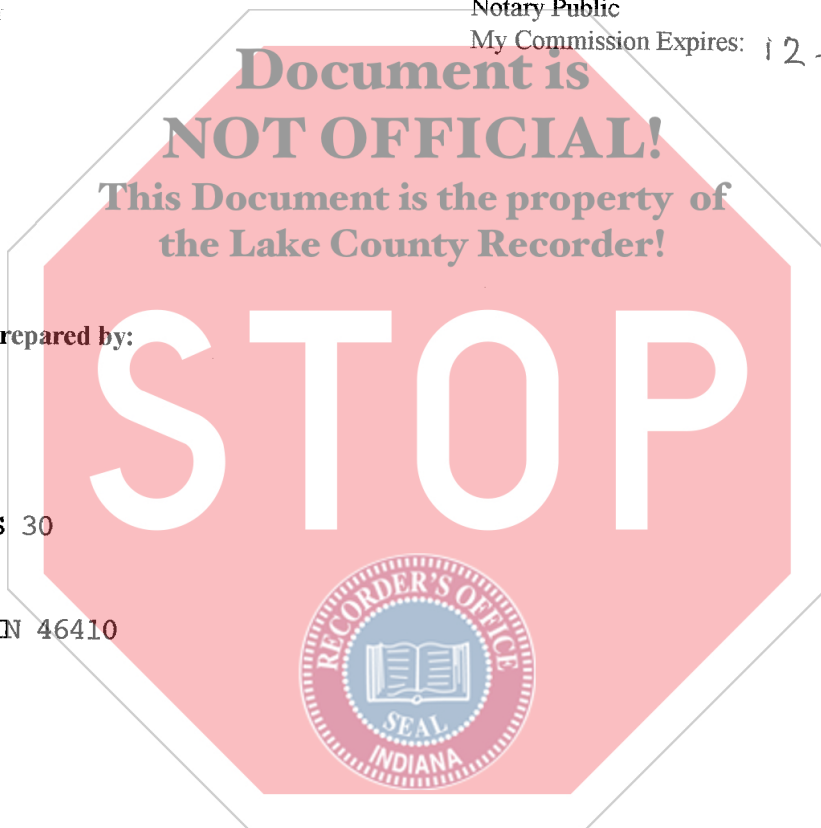 Notary Public
My Commission Expires: 12-
Document is
NOT OFFICIAL!
This Document is the property of
the Lake County Recorder!
repared by:
STOP
S 30
N 46410
RECORDER'S OFFICE
SEAL
INDIANA